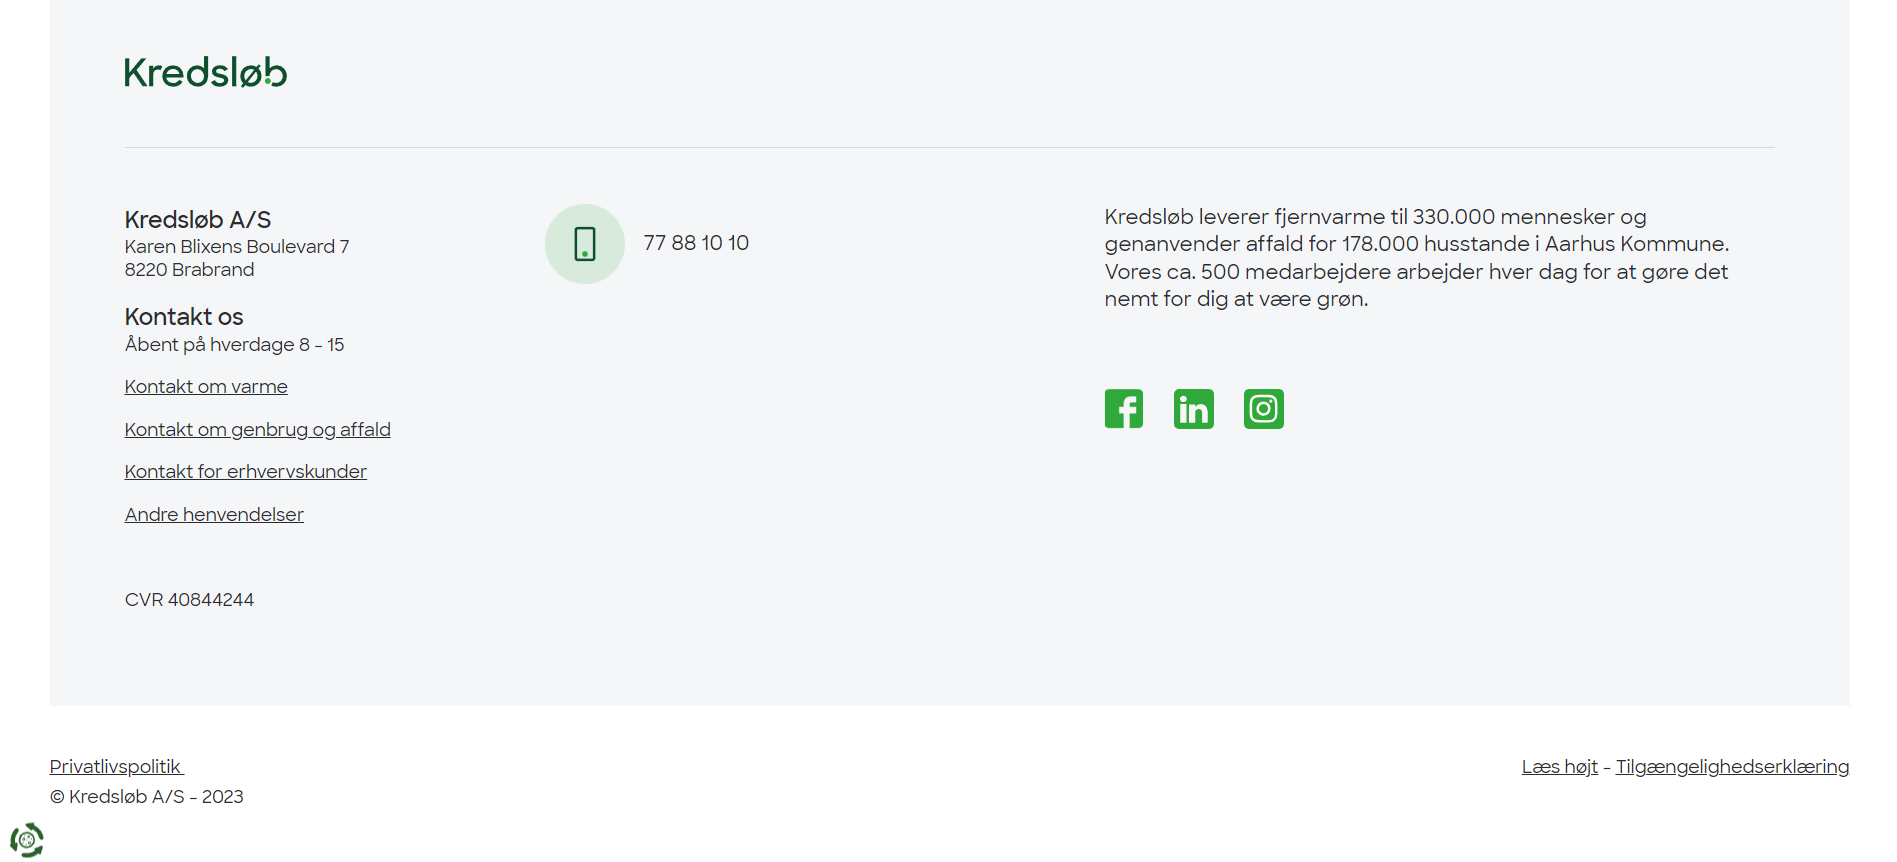 Kredsløb
Kredsløb A/S
Karen Blixens Boulevard 7
8220 Brabrand
Kontakt os
Åbent på hverdage 8 - 15
Kontakt om varme
Kontakt om genbrug og affald
Kontakt for erhvervskunder
Andre henvendelser
CVR 40844244
77 88 10 10
Kredsløb leverer fjernvarme til 330.000 mennesker og
genanvender affald for 178.000 husstande i Aarhus Kommune.
Vores ca. 500 medarbejdere arbejder hver dag for at gøre det
nemt for dig at være grøn.
f
in
Privatlivspolitik
© Kredsløb A/S - 2023
Læs højt - Tilgængelighedserklæring